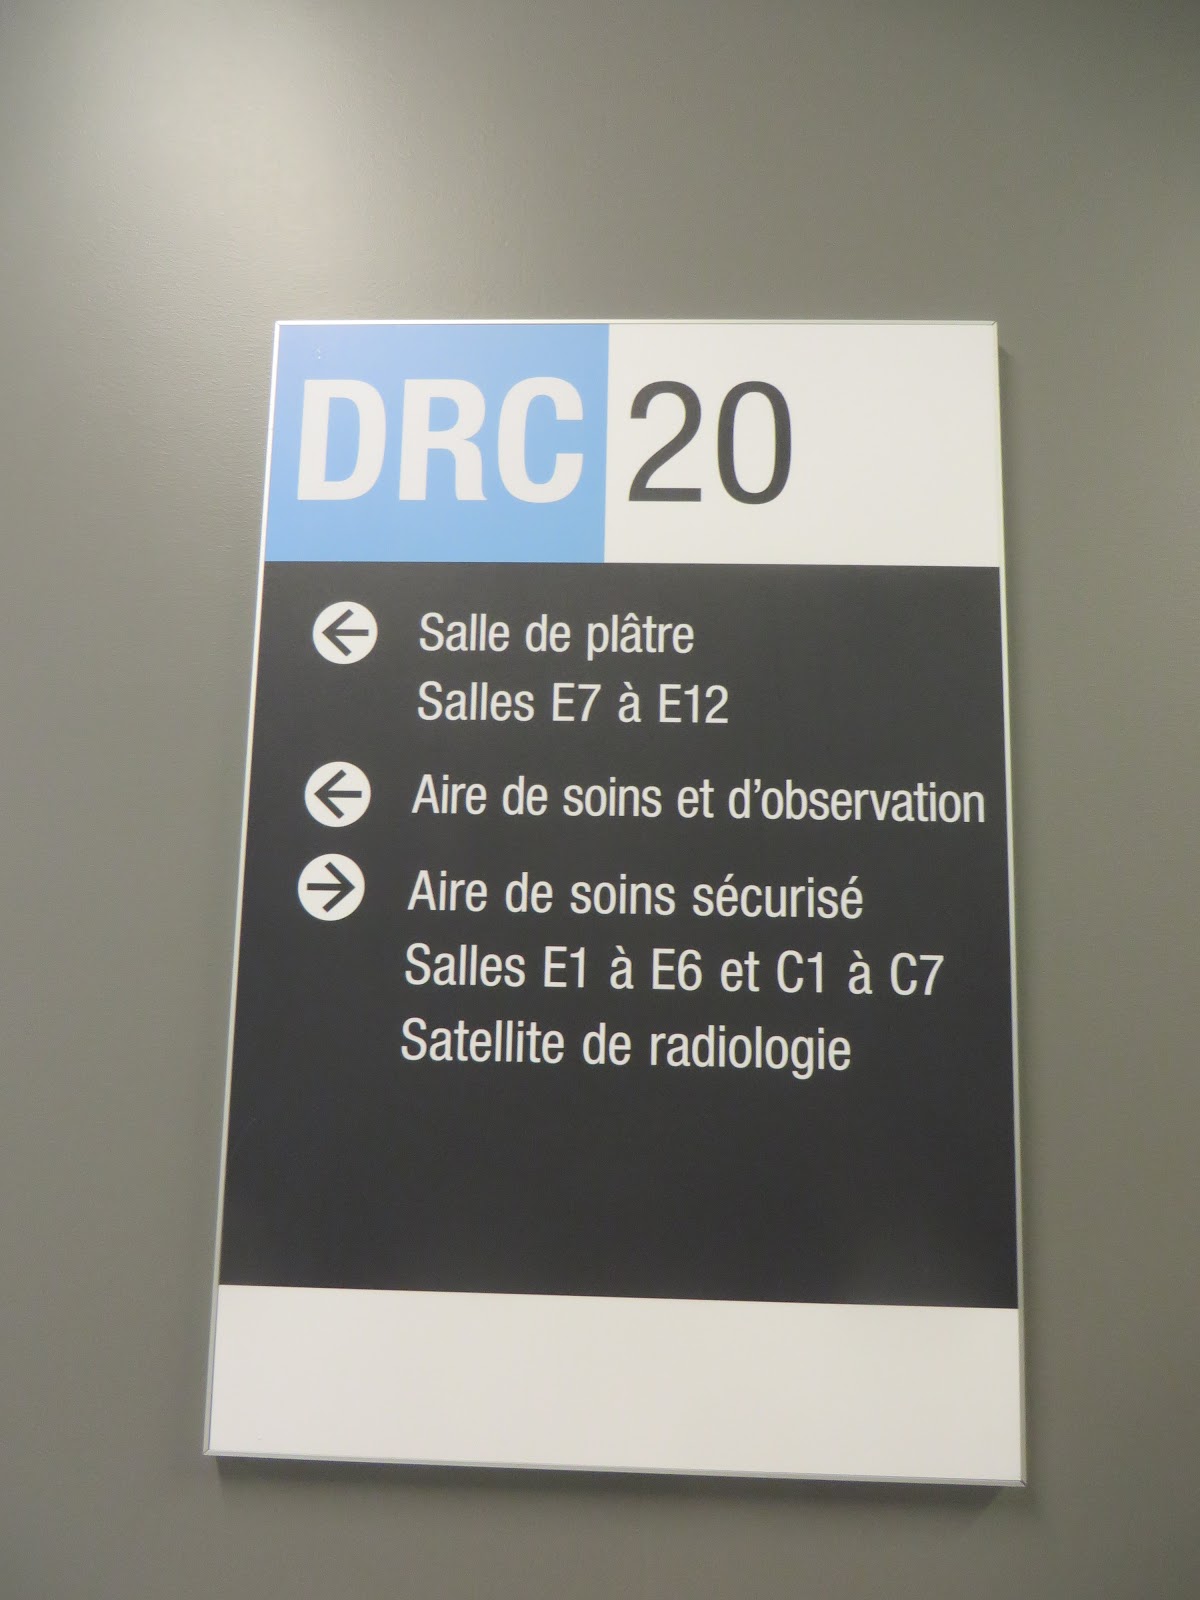 DRC 20
Salle de plâtre
Salles E7 à E12
Aire de soins et d'observation
Aire de soins sécurisé
Salles E1 à E6 et C1 à C7
Satellite de radiologie